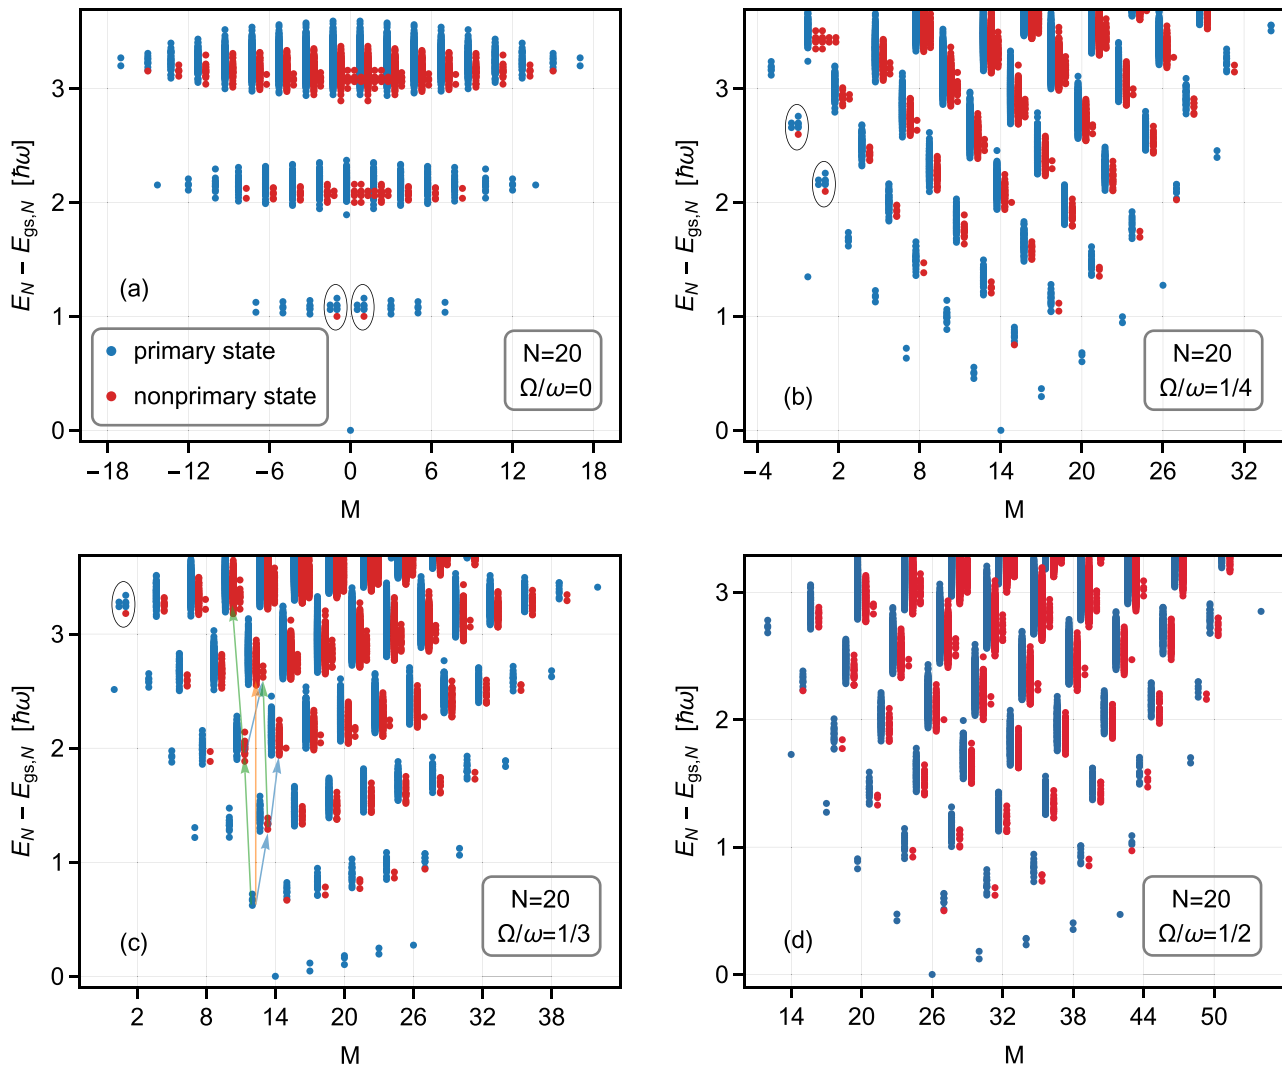 E_N − E_gs,N [ħω]
3
2
1
0
(a)
primary state
nonprimary state
N=20
Ω/ω=0
−18 −12 −6 0 6 12 18
M
E_N − E_gs,N [ħω]
3
2
1
0
(b)
N=20
Ω/ω=1/4
−4 2 8 14 20 26 32
M
E_N − E_gs,N [ħω]
3
2
1
0
(c)
N=20
Ω/ω=1/3
2 8 14 20 26 32 38
M
E_N − E_gs,N [ħω]
3
2
1
0
(d)
N=20
Ω/ω=1/2
14 20 26 32 38 44 50
M